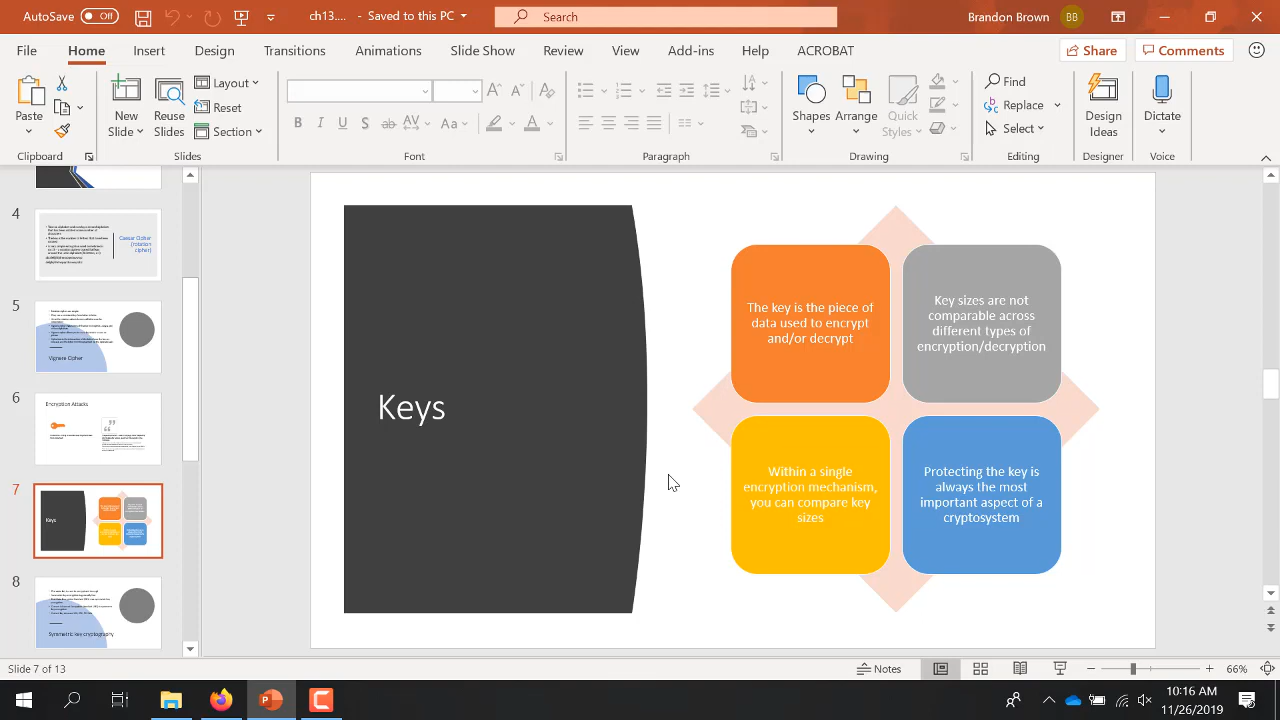 AutoSave Off ch13.... - Saved to this PC Search Brandon Brown BB
File Home Insert Design Transitions Animations Slide Show Review View Add-ins Help ACROBAT Share Comments
Paste
New Slide
Reuse Slides
Layout
Reset
Section
B I U S ab AV Aa A
Shapes Arrange Quick Styles
Find
Replace
Select
Design Ideas
Dictate
Clipboard Slides Font Paragraph Drawing Editing Designer Voice
4
Caesar Cipher (rotation cipher)
5
Vigenere Cipher
6
Encryption Attacks
7
Keys
8
Symmetric key cryptography
Keys
The key is the piece of
data used to encrypt
and/or decrypt
Key sizes are not
comparable across
different types of
encryption/decryption
Within a single
encryption mechanism,
you can compare key
sizes
Protecting the key is
always the most
important aspect of a
cryptosystem
Slide 7 of 13 Notes 66%
10:16 AM
11/26/2019